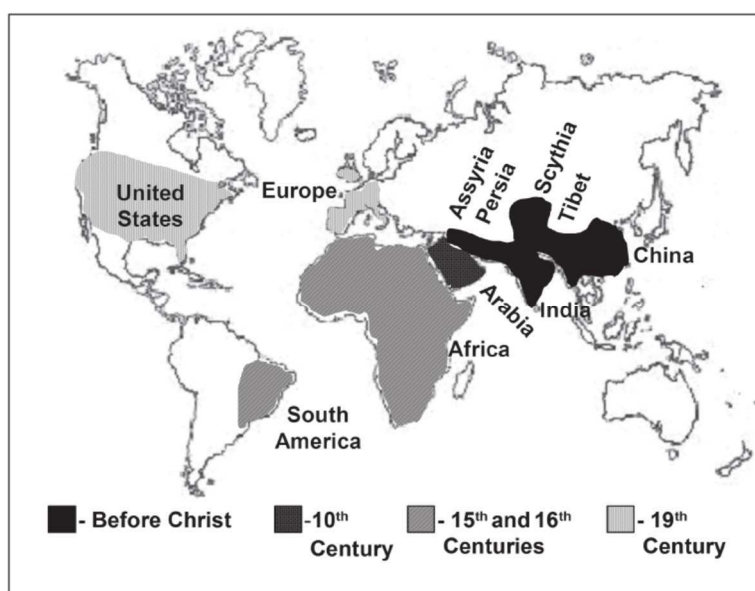 United
States
Europe
Assyria
Persia
Scythia
Tibet
China
India
Arabia
Africa
South
America
- Before Christ
-10th
Century
- 15th and 16th
Centuries
- 19th
Century